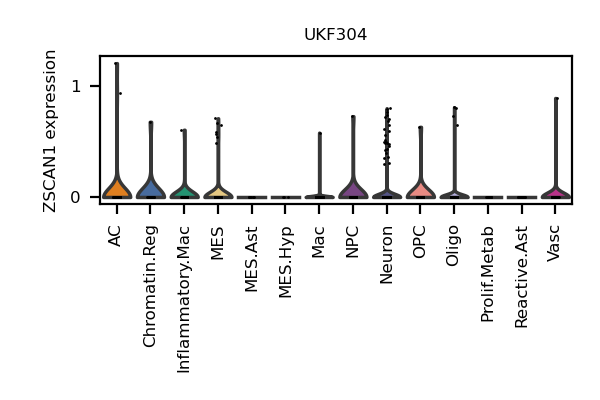 UKF304
ZSCAN1 expression
1
0
AC
Chromatin.Reg
Inflammatory.Mac
MES
MES.Ast
MES.Hyp
Mac
NPC
Neuron
OPC
Oligo
Prolif.Metab
Reactive.Ast
Vasc